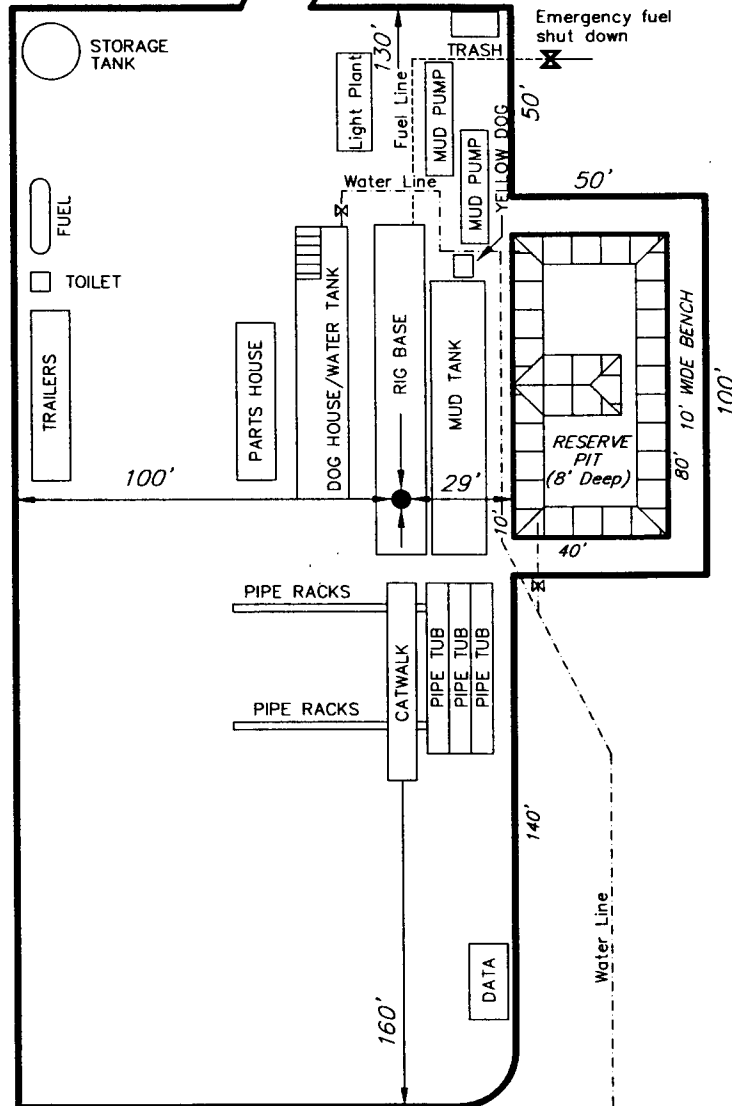 Emergency fuel
shut down
STORAGE
TANK
TRASH
130'
Light Plant
Fuel Line
MUD PUMP
MUD PUMP
YELLOW DOG
50'
50'
Water Line
FUEL
TOILET
TRAILERS
PARTS HOUSE
DOG HOUSE/WATER TANK
RIG BASE
MUD TANK
RESERVE
PIT
(8' Deep)
80'
10' WIDE BENCH
100'
100'
29'
10'
40'
PIPE RACKS
PIPE RACKS
CATWALK
PIPE TUB
PIPE TUB
PIPE TUB
140'
160'
DATA
Water Line